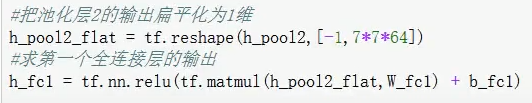 #把池化层2的输出扁平化为1维
h_pool2_flat = tf.reshape(h_pool2,[-1,7*7*64])
#求第一个全连接层的输出
h_fc1 = tf.nn.relu(tf.matmul(h_pool2_flat,W_fc1) + b_fc1)